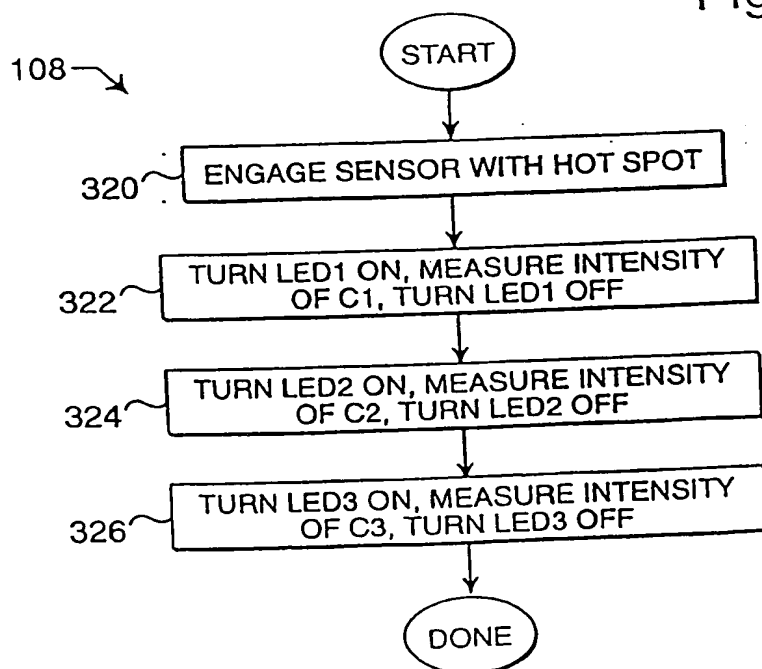 Fig
START
108
ENGAGE SENSOR WITH HOT SPOT
320
TURN LED1 ON, MEASURE INTENSITY
OF C1, TURN LED1 OFF
322
TURN LED2 ON, MEASURE INTENSITY
OF C2, TURN LED2 OFF
324
TURN LED3 ON, MEASURE INTENSITY
OF C3, TURN LED3 OFF
326
DONE